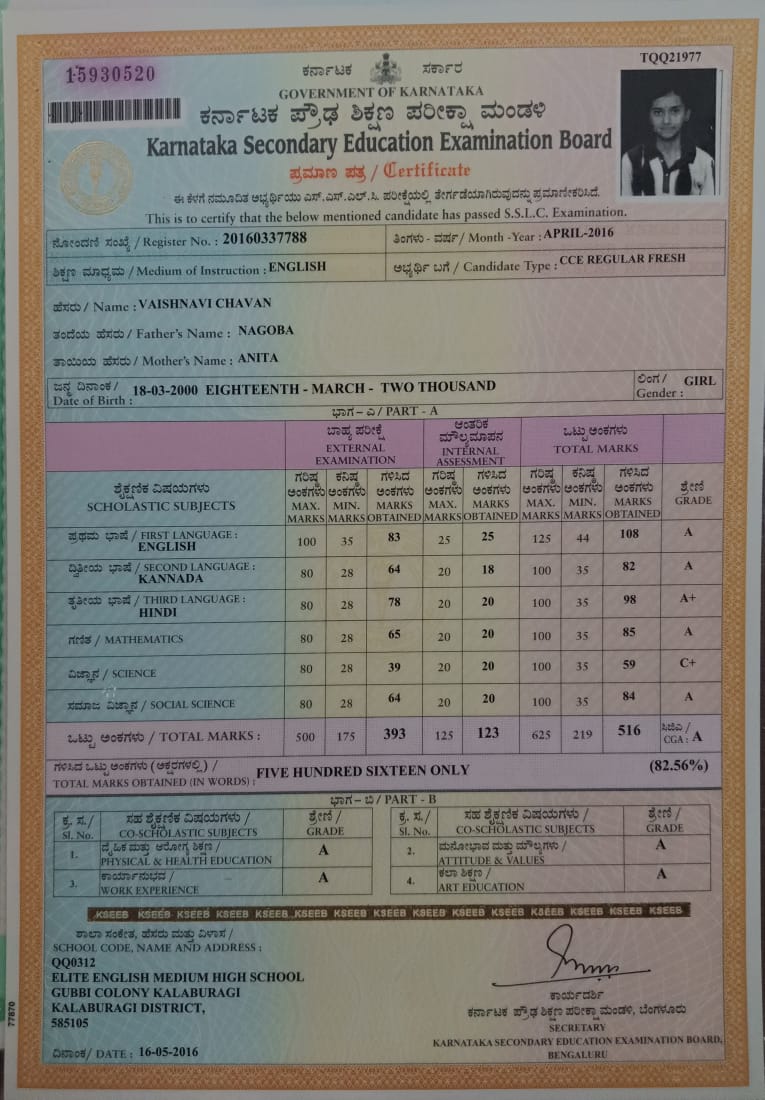 15930520
TQQ21977
ಕರ್ನಾಟಕ ಸರ್ಕಾರ
GOVERNMENT OF KARNATAKA
ಕರ್ನಾಟಕ ಪ್ರೌಢ ಶಿಕ್ಷಣ ಪರೀಕ್ಷಾ ಮಂಡಳಿ
Karnataka Secondary Education Examination Board
ಪ್ರಮಾಣ ಪತ್ರ / Certificate
ಈ ಕೆಳಗೆ ನಮೂದಿತ ಅಭ್ಯರ್ಥಿಯು ಎಸ್.ಎಸ್.ಎಲ್.ಸಿ. ಪರೀಕ್ಷೆಯಲ್ಲಿ ತೇರ್ಗಡೆಯಾಗಿರುವುದನ್ನು ಪ್ರಮಾಣೀಕರಿಸಿದೆ.
This is to certify that the below mentioned candidate has passed S.S.L.C. Examination.
ನೋಂದಣಿ ಸಂಖ್ಯೆ / Register No. : 20160337788 ತಿಂಗಳು - ವರ್ಷ / Month -Year : APRIL-2016
ಶಿಕ್ಷಣ ಮಾಧ್ಯಮ / Medium of Instruction : ENGLISH ಅಭ್ಯರ್ಥಿ ಬಗೆ / Candidate Type : CCE REGULAR FRESH
ಹೆಸರು / Name : VAISHNAVI CHAVAN
ತಂದೆಯ ಹೆಸರು / Father's Name : NAGOBA
ತಾಯಿಯ ಹೆಸರು / Mother's Name : ANITA
ಜನ್ಮ ದಿನಾಂಕ / ಲಿಂಗ /
Date of Birth : 18-03-2000 EIGHTEENTH - MARCH - TWO THOUSAND Gender : GIRL
ಭಾಗ - ಎ / PART - A
ಬಾಹ್ಯ ಪರೀಕ್ಷೆ ಆಂತರಿಕ ಮೌಲ್ಯಮಾಪನ ಒಟ್ಟು ಅಂಕಗಳು
EXTERNAL EXAMINATION INTERNAL ASSESSMENT TOTAL MARKS
ಶೈಕ್ಷಣಿಕ ವಿಷಯಗಳು ಗರಿಷ್ಠ ಅಂಕಗಳು ಕನಿಷ್ಠ ಅಂಕಗಳು ಗಳಿಸಿದ ಅಂಕಗಳು ಗರಿಷ್ಠ ಅಂಕಗಳು ಗಳಿಸಿದ ಅಂಕಗಳು ಗರಿಷ್ಠ ಅಂಕಗಳು ಕನಿಷ್ಠ ಅಂಕಗಳು ಗಳಿಸಿದ ಅಂಕಗಳು ಶ್ರೇಣಿ
SCHOLASTIC SUBJECTS MAX. MARKS MIN. MARKS MARKS OBTAINED MAX. MARKS MARKS OBTAINED MAX. MARKS MIN. MARKS MARKS OBTAINED GRADE
ಪ್ರಥಮ ಭಾಷೆ / FIRST LANGUAGE :
ENGLISH 100 35 83 25 25 125 44 108 A
ದ್ವಿತೀಯ ಭಾಷೆ / SECOND LANGUAGE :
KANNADA 80 28 64 20 18 100 35 82 A
ತೃತೀಯ ಭಾಷೆ / THIRD LANGUAGE :
HINDI 80 28 78 20 20 100 35 98 A+
ಗಣಿತ / MATHEMATICS 80 28 65 20 20 100 35 85 A
ವಿಜ್ಞಾನ / SCIENCE 80 28 39 20 20 100 35 59 C+
ಸಮಾಜ ವಿಜ್ಞಾನ / SOCIAL SCIENCE 80 28 64 20 20 100 35 84 A
ಒಟ್ಟು ಅಂಕಗಳು / TOTAL MARKS : 500 175 393 125 123 625 219 516 ಸಿಜಿಎ / CGA : A
ಗಳಿಸಿದ ಒಟ್ಟು ಅಂಕಗಳು (ಅಕ್ಷರಗಳಲ್ಲಿ) /
TOTAL MARKS OBTAINED (IN WORDS) : FIVE HUNDRED SIXTEEN ONLY (82.56%)
ಭಾಗ - ಬಿ / PART - B
ಕ್ರ. ಸ. / ಸಹ ಶೈಕ್ಷಣಿಕ ವಿಷಯಗಳು / ಶ್ರೇಣಿ / ಕ್ರ. ಸ. / ಸಹ ಶೈಕ್ಷಣಿಕ ವಿಷಯಗಳು / ಶ್ರೇಣಿ /
Sl. No. CO-SCHOLASTIC SUBJECTS GRADE Sl. No. CO-SCHOLASTIC SUBJECTS GRADE
1. ದೈಹಿಕ ಮತ್ತು ಆರೋಗ್ಯ ಶಿಕ್ಷಣ / A 2. ಮನೋಭಾವ ಮತ್ತು ಮೌಲ್ಯಗಳು / A
PHYSICAL & HEALTH EDUCATION ATTITUDE & VALUES
3. ಕಾರ್ಯಾನುಭವ / A 4. ಕಲಾ ಶಿಕ್ಷಣ / A
WORK EXPERIENCE ART EDUCATION
KSEEB KSEEB KSEEB KSEEB KSEEB KSEEB KSEEB KSEEB KSEEB KSEEB KSEEB KSEEB KSEEB KSEEB KSEEB
ಶಾಲಾ ಸಂಕೇತ, ಹೆಸರು ಮತ್ತು ವಿಳಾಸ /
SCHOOL CODE, NAME AND ADDRESS :
QQ0312
ELITE ENGLISH MEDIUM HIGH SCHOOL
GUBBI COLONY KALABURAGI
KALABURAGI DISTRICT,
585105
77870
ದಿನಾಂಕ / DATE : 16-05-2016
ಕಾರ್ಯದರ್ಶಿ
ಕರ್ನಾಟಕ ಪ್ರೌಢ ಶಿಕ್ಷಣ ಪರೀಕ್ಷಾ ಮಂಡಳಿ, ಬೆಂಗಳೂರು
SECRETARY
KARNATAKA SECONDARY EDUCATION EXAMINATION BOARD,
BENGALURU